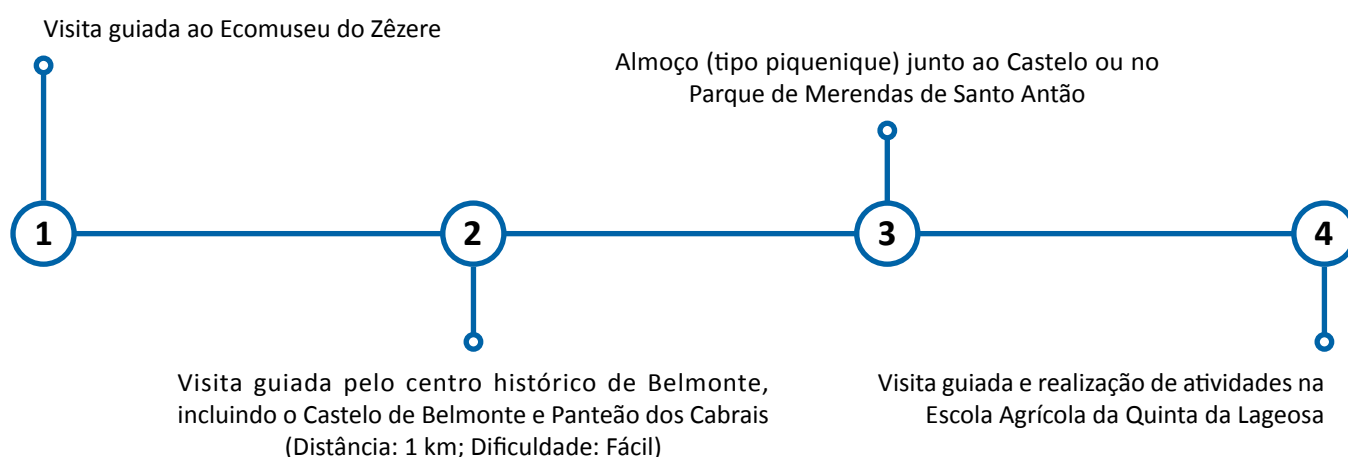 Visita guiada ao Ecomuseu do Zêzere
Almoço (tipo piquenique) junto ao Castelo ou no
Parque de Merendas de Santo Antão
1
2
3
4
Visita guiada pelo centro histórico de Belmonte,
incluindo o Castelo de Belmonte e Panteão dos Cabrais
(Distância: 1 km; Dificuldade: Fácil)
Visita guiada e realização de atividades na
Escola Agrícola da Quinta da Lageosa